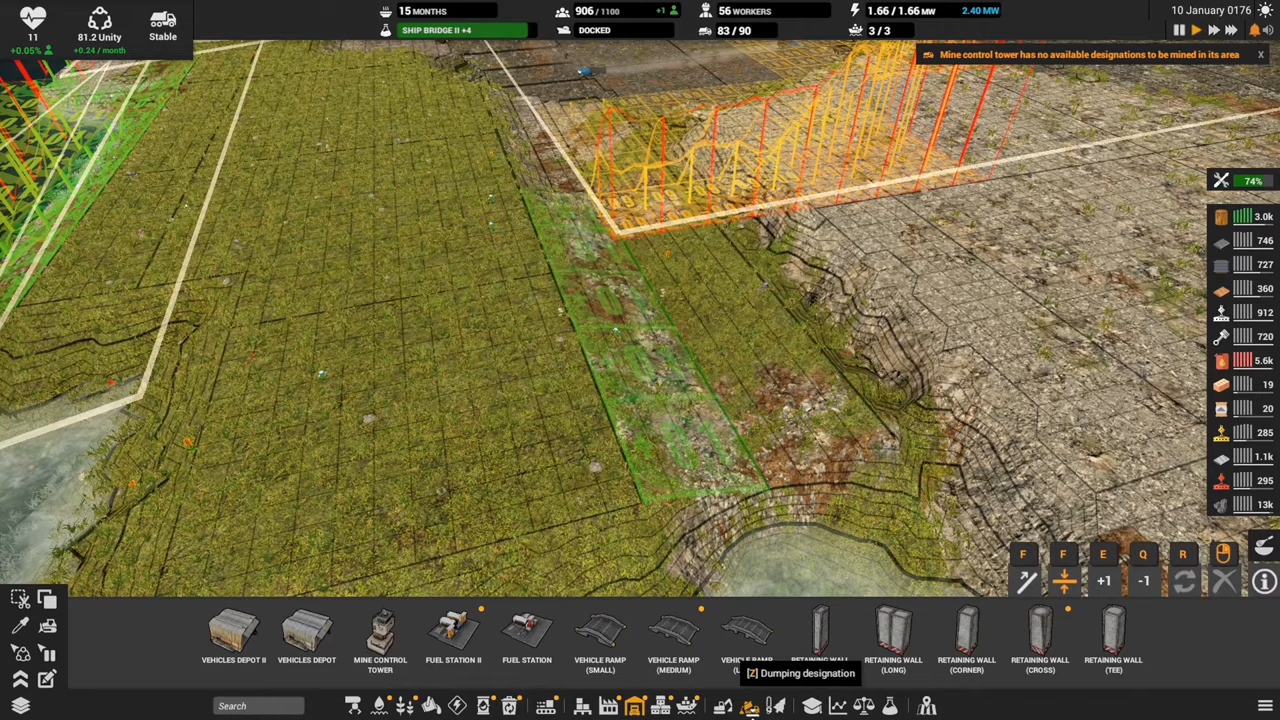 15 MONTHS
906 / 1100
+1
56 WORKERS
1.66 / 1.66 MW
2.40 MW
10 January 0176
11
81.2 Unity
Stable
+0.05%
+0.24 / month
SHIP BRIDGE II +4
DOCKED
83 / 90
3 / 3
Mine control tower has no available designations to be mined in its area
X
74%
3.0k
746
727
360
912
720
5.6k
19
20
285
1.1k
295
13k
F
F
E
Q
R
+1
-1
VEHICLES DEPOT II
VEHICLES DEPOT
MINE CONTROL TOWER
FUEL STATION II
FUEL STATION
VEHICLE RAMP (SMALL)
VEHICLE RAMP (MEDIUM)
VEHICLE RAMP
RETAINING WALL
RETAINING WALL (LONG)
RETAINING WALL (CORNER)
RETAINING WALL (CROSS)
RETAINING WALL (TEE)
[Z] Dumping designation
Search